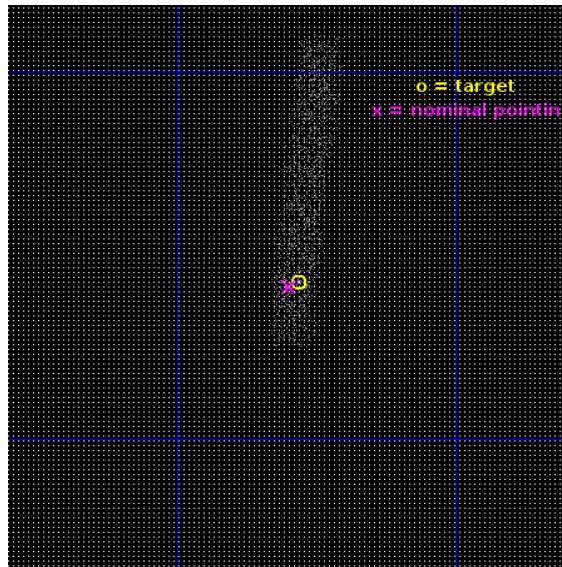 o = target
x = nominal pointin